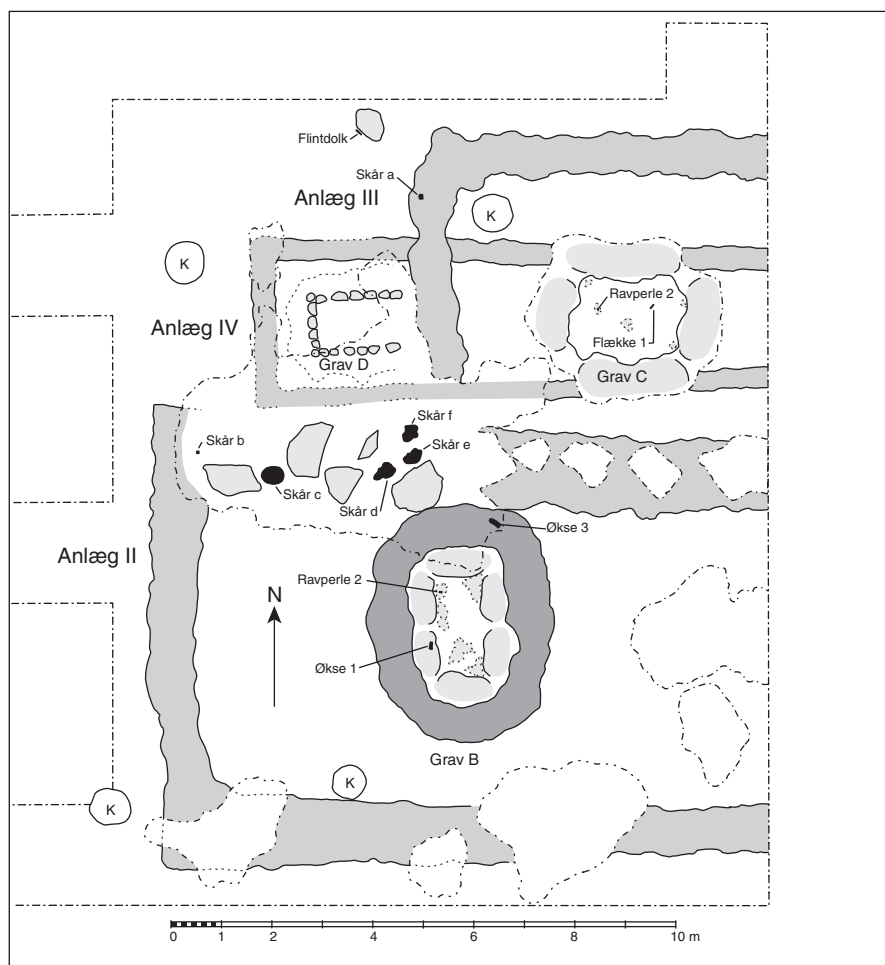 Flintdolk
Skår a
Anlæg III
K
K
Ravperle 2
Anlæg IV
Flække 1
Grav D
Grav C
Skår f
Skår b
Skår e
Skår c
Skår d
Økse 3
Anlæg II
Ravperle 2
N
Økse 1
Grav B
K
K
0 1 2 4 6 8 10 m